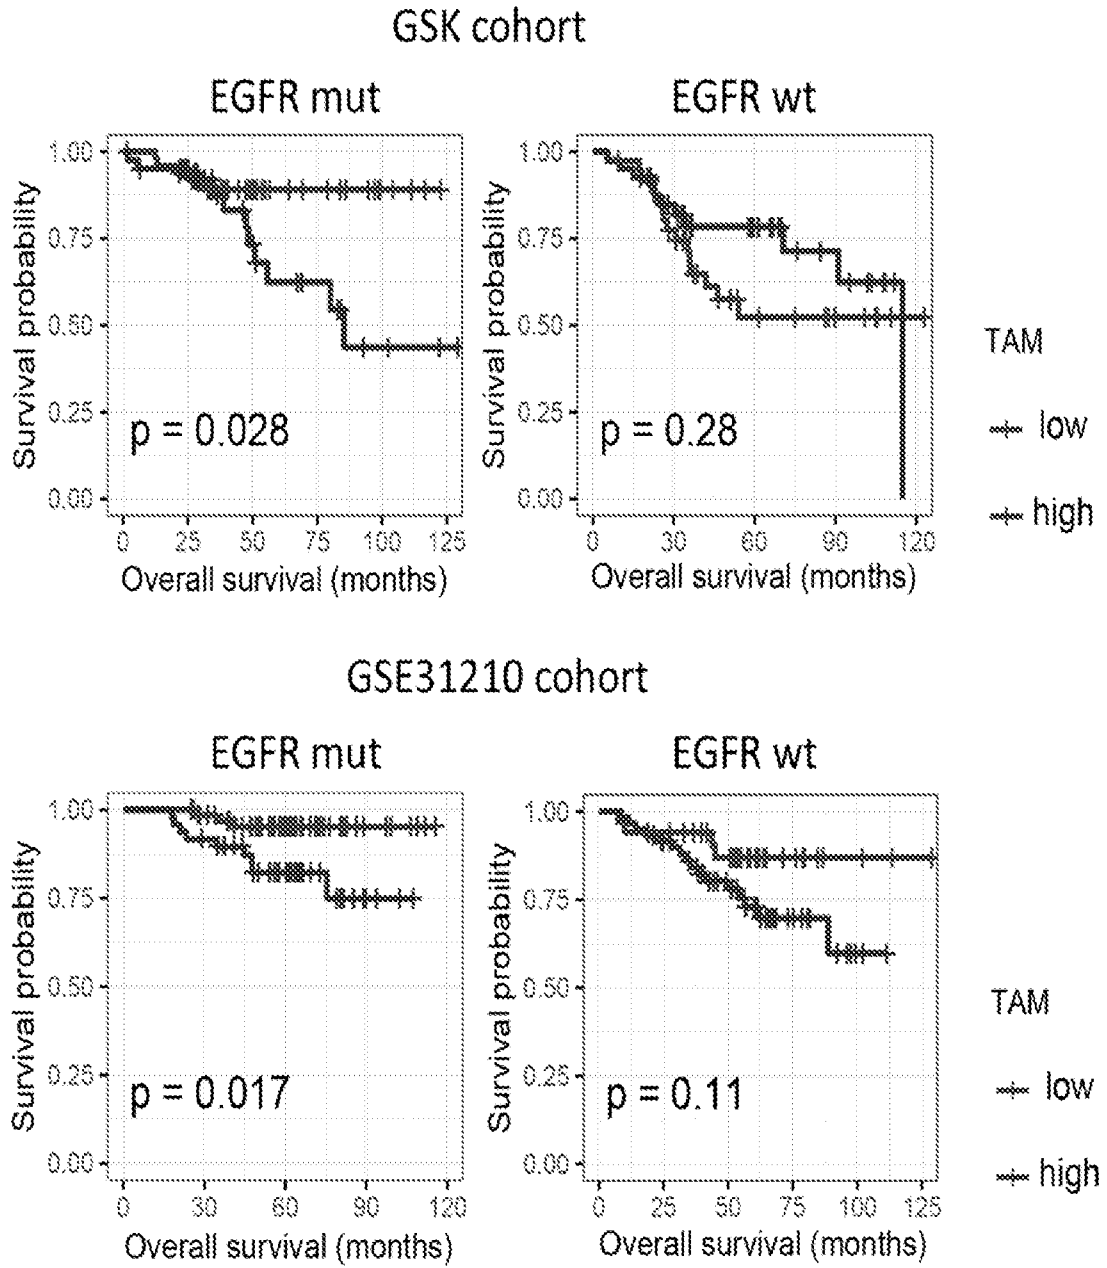 GSK cohort
EGFR mut
EGFR wt
Survival probability
1.00
0.75
0.50
0.25
0.00
p = 0.028
0 25 50 75 100 125
Overall survival (months)
Survival probability
1.00
0.75
0.50
0.25
0.00
p = 0.28
0 30 60 90 120
Overall survival (months)
TAM
low
high
GSE31210 cohort
EGFR mut
EGFR wt
Survival probability
1.00
0.75
0.50
0.25
0.00
p = 0.017
0 30 60 90 120
Overall survival (months)
Survival probability
1.00
0.75
0.50
0.25
0.00
p = 0.11
0 25 50 75 100 125
Overall survival (months)
TAM
low
high